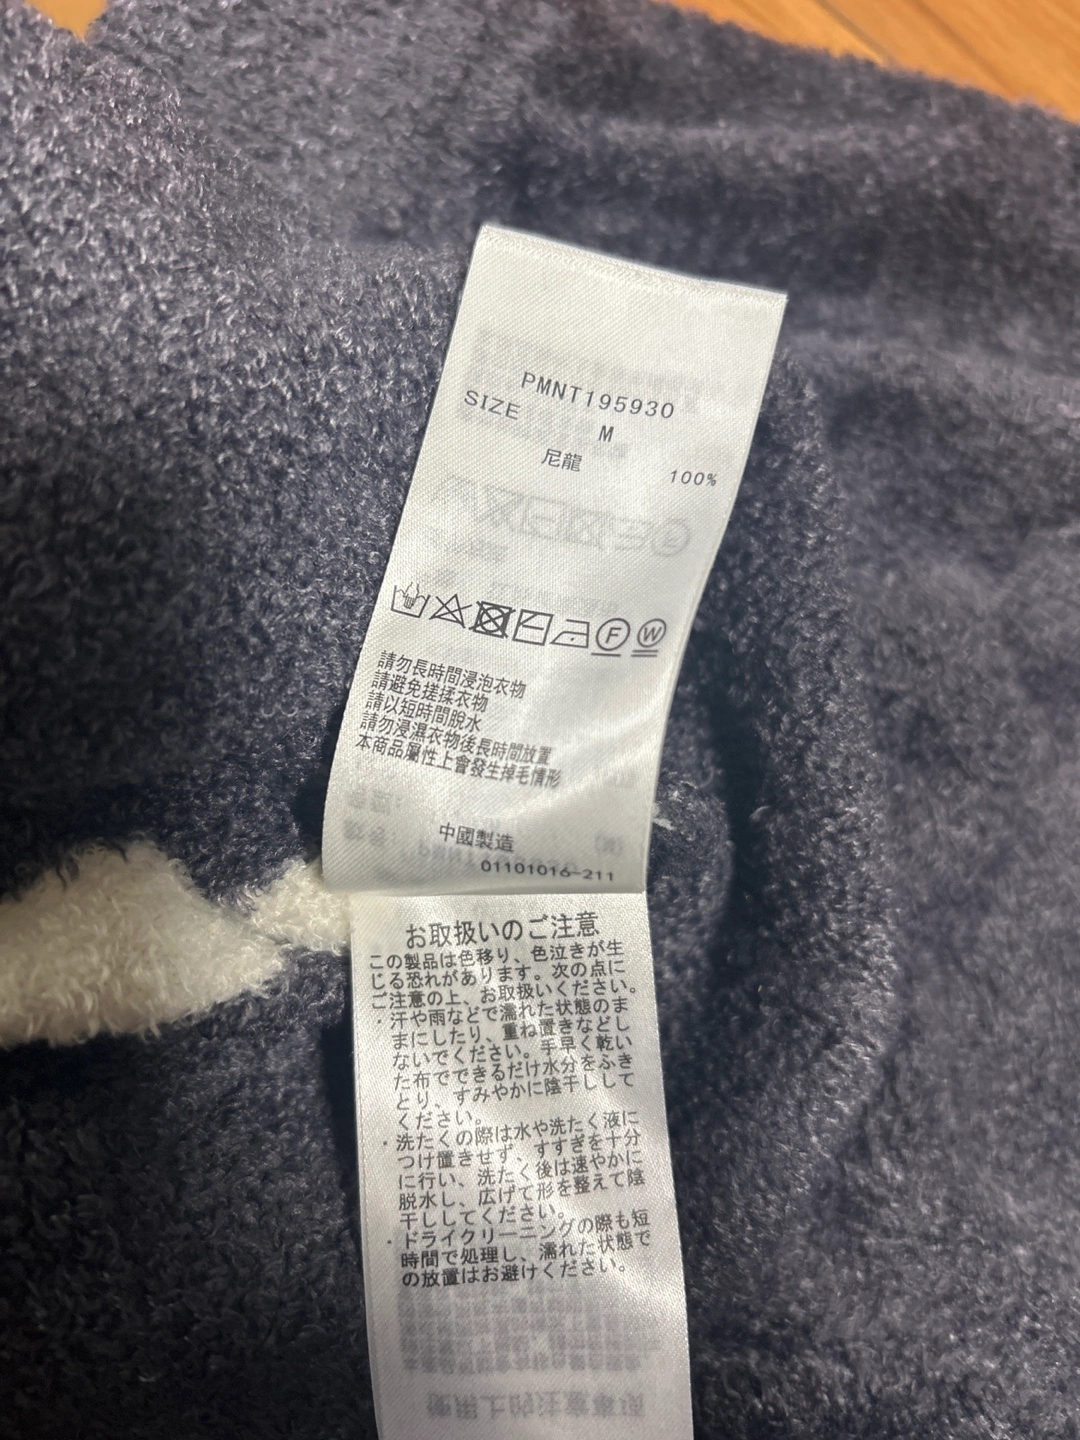 PMNT195930
SIZE
M
尼龍 100%
F W
請勿長時間浸泡衣物
請避免搓揉衣物
請以短時間脫水
請勿浸濕衣物後長時間放置
本商品屬性上會發生掉毛情形
中國製造
01101016-211
お取扱いのご注意
この製品は色移り、色泣きが生
じる恐れがあります。次の点に
ご注意の上、お取扱いください。
・汗や雨などで濡れた状態のま
まにしたり、重ね置きなどし
ないでください。手早く乾い
た布でできるだけ水分をふき
とり、すみやかに陰干しして
ください。
・洗たくの際は水や洗たく液に
つけ置きせず、すすぎを十分
に行い、洗たく後は速やかに
脱水し、広げて形を整えて陰
干ししてください。
・ドライクリーニングの際も短
時間で処理し、濡れた状態で
の放置はお避けください。